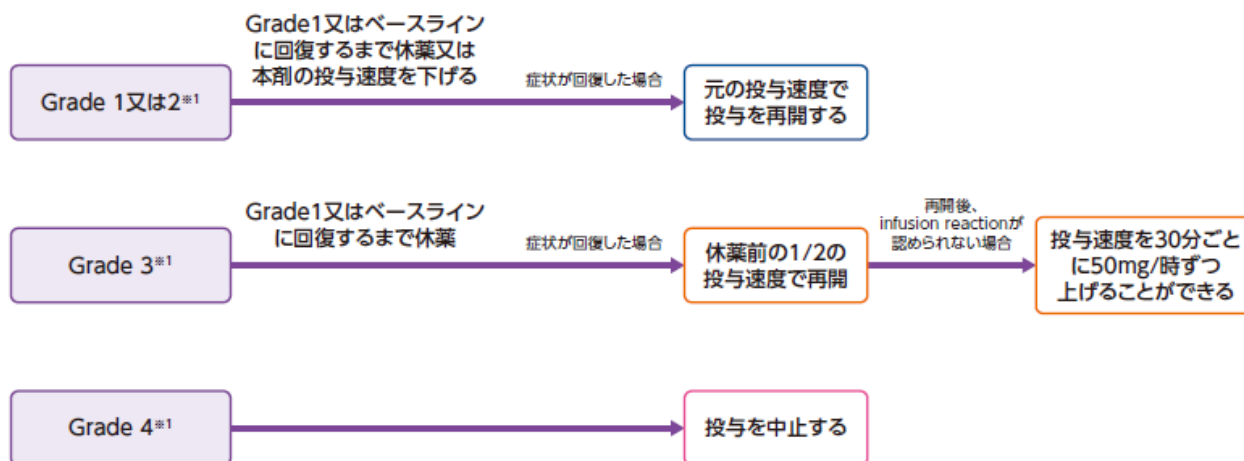 Grade1又はベースライン
に回復するまで休薬又は
本剤の投与速度を下げる
Grade 1又は2※1
症状が回復した場合
元の投与速度で
投与を再開する
Grade1又はベースライン
に回復するまで休薬
Grade 3※1
症状が回復した場合
休薬前の1/2の
投与速度で再開
再開後、
infusion reactionが
認められない場合
投与速度を30分ごと
に50mg/時ずつ
上げることができる
Grade 4※1
投与を中止する